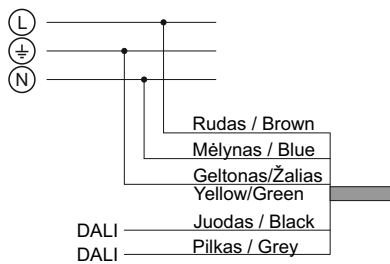 L
N
Rudas / Brown
Mėlynas / Blue
Geltonas/Žalias
Yellow/Green
Juodas / Black
DALI
Pilkas / Grey
DALI